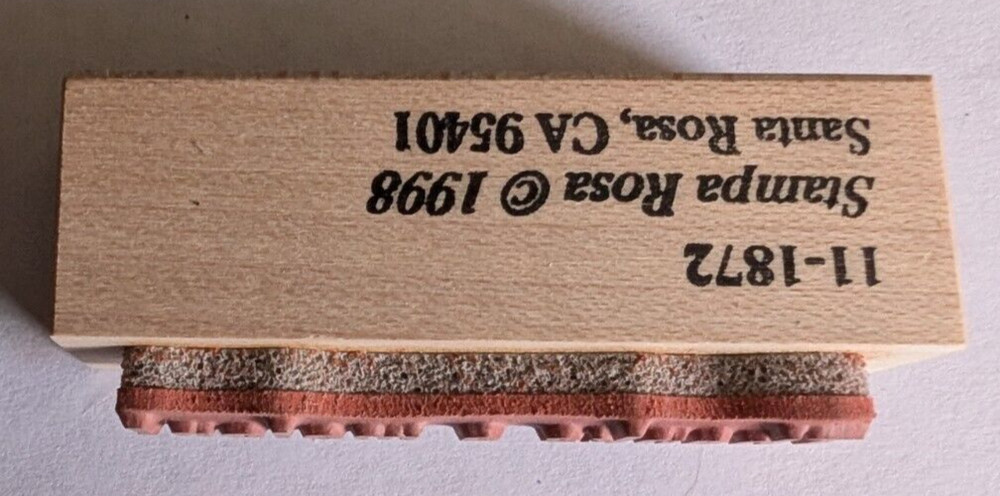 11-1872
Stampa Rosa © 1998
Santa Rosa, CA 95401